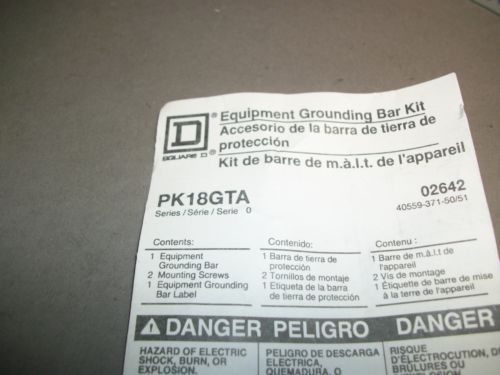 Equipment Grounding Bar Kit
Accesorio de la barra de tierra de
protección
Kit de barre de m.à.l.t. de l'appareil
D
SQUARE D
PK18GTA
Series / Série / Serie 0
02642
40559-371-50/51
Contents:
1 Equipment
Grounding Bar
2 Mounting Screws
1 Equipment Grounding
Bar Label
Contenido:
1 Barra de tierra de
protección
2 Tornillos de montaje
1 Etiqueta de la barra
de tierra de protección
Contenu :
1 Barre de m.à.l.t de
l'appareil
2 Vis de montage
1 Étiquette de barre de mise
à la terre de l'appareil
DANGER PELIGRO DANGER
HAZARD OF ELECTRIC
SHOCK, BURN, OR
EXPLOSION
PELIGRO DE DESCARGA
ELECTRICA,
QUEMADURA, O
RISQUE
D'ÉLECTROCUTION, D
BRÛLURES OU